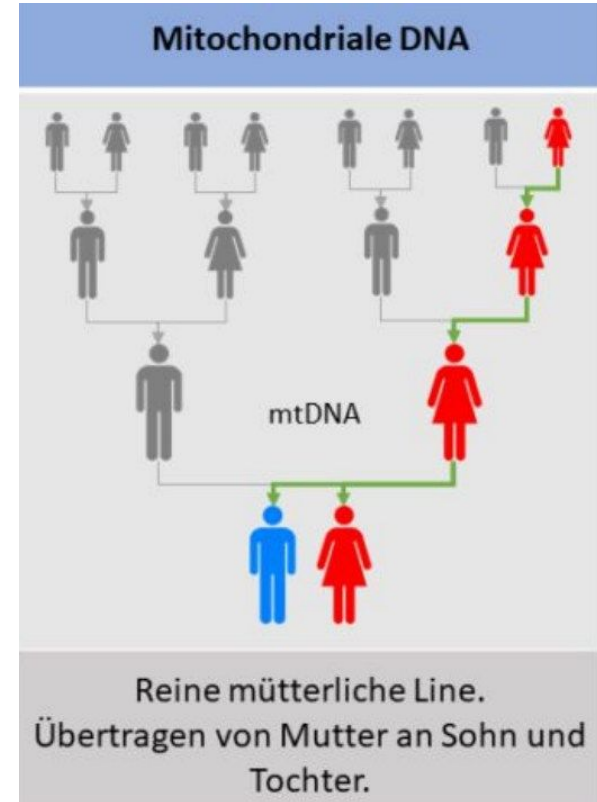 Mitochondriale DNA
mtDNA
Reine mütterliche Line.
Übertragen von Mutter an Sohn und
Tochter.